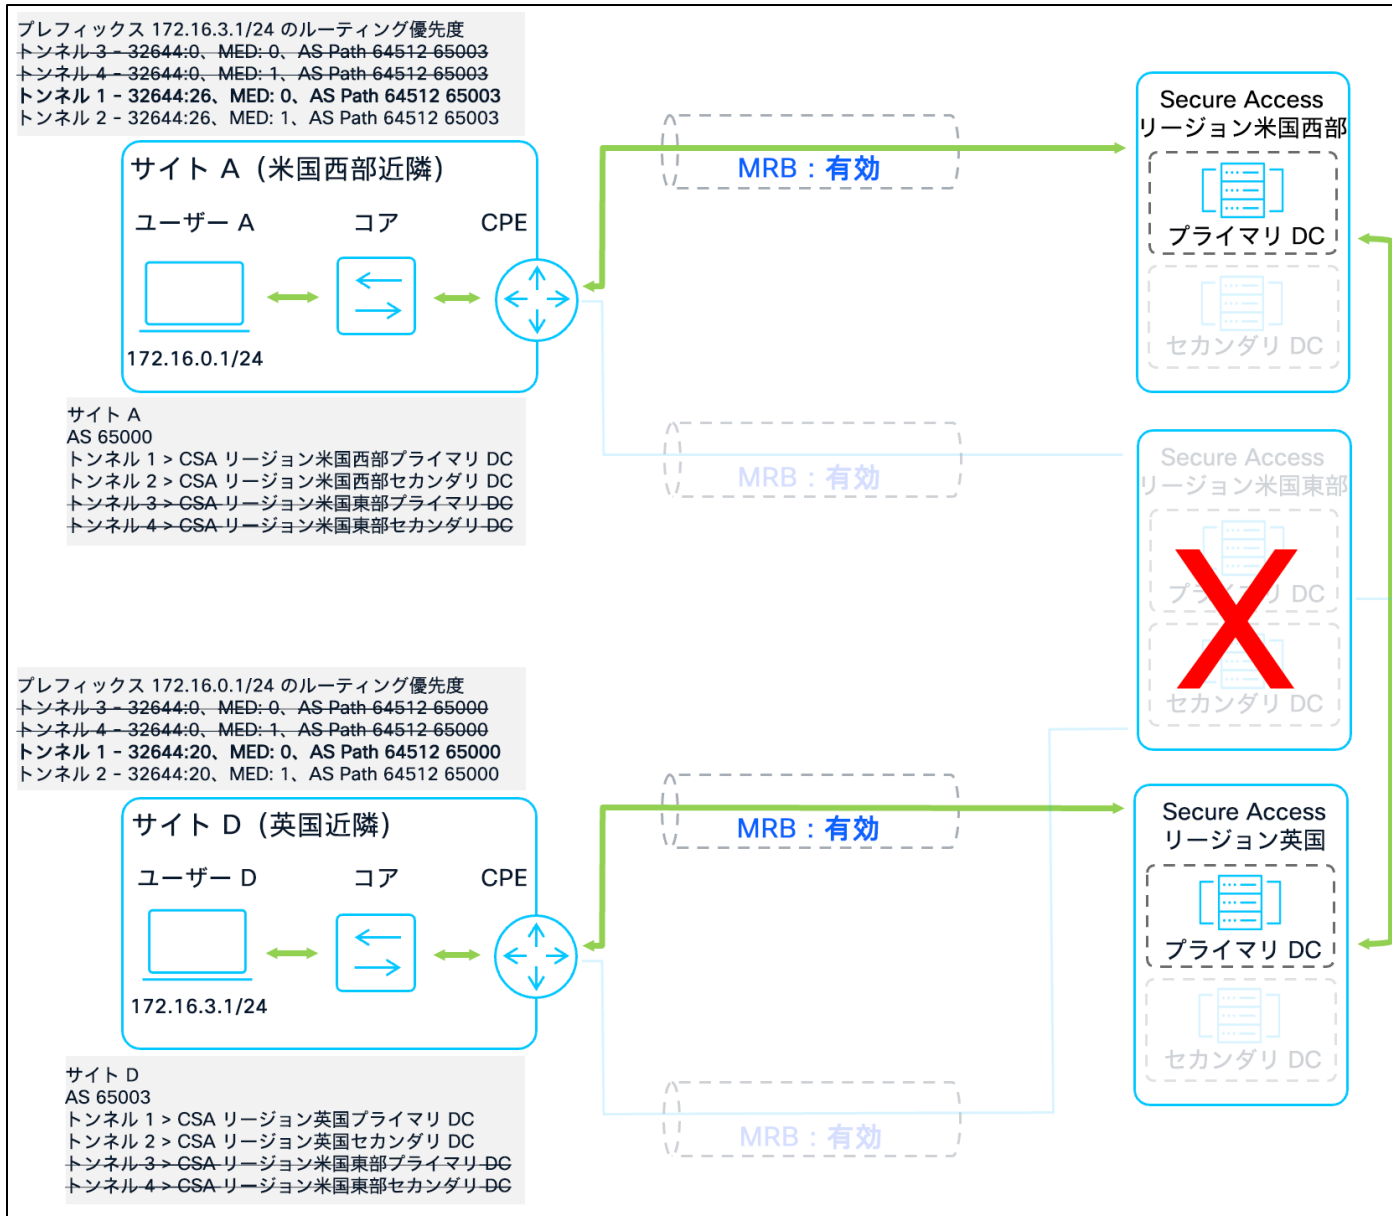 プレフィックス 172.16.3.1/24 のルーティング優先度
トンネル 3 - 32644:0、MED: 0、AS Path 64512 65003
トンネル 4 - 32644:0、MED: 1、AS Path 64512 65003
トンネル 1 - 32644:26、MED: 0、AS Path 64512 65003
トンネル 2 - 32644:26、MED: 1、AS Path 64512 65003
サイト A（米国西部近隣）
ユーザー A
コア
CPE
172.16.0.1/24
MRB：有効
Secure Access
リージョン米国西部
プライマリ DC
セカンダリ DC
サイト A
AS 65000
トンネル 1 > CSA リージョン米国西部プライマリ DC
トンネル 2 > CSA リージョン米国西部セカンダリ DC
トンネル 3 > CSA リージョン米国東部プライマリ DC
トンネル 4 > CSA リージョン米国東部セカンダリ DC
MRB：有効
Secure Access
リージョン米国東部
プライマリ DC
セカンダリ DC
X
プレフィックス 172.16.0.1/24 のルーティング優先度
トンネル 3 - 32644:0、MED: 0、AS Path 64512 65000
トンネル 4 - 32644:0、MED: 1、AS Path 64512 65000
トンネル 1 - 32644:20、MED: 0、AS Path 64512 65000
トンネル 2 - 32644:20、MED: 1、AS Path 64512 65000
サイト D（英国近隣）
ユーザー D
コア
CPE
172.16.3.1/24
MRB：有効
Secure Access
リージョン英国
プライマリ DC
セカンダリ DC
サイト D
AS 65003
トンネル 1 > CSA リージョン英国プライマリ DC
トンネル 2 > CSA リージョン英国セカンダリ DC
トンネル 3 > CSA リージョン米国東部プライマリ DC
トンネル 4 > CSA リージョン米国東部セカンダリ DC
MRB：有効